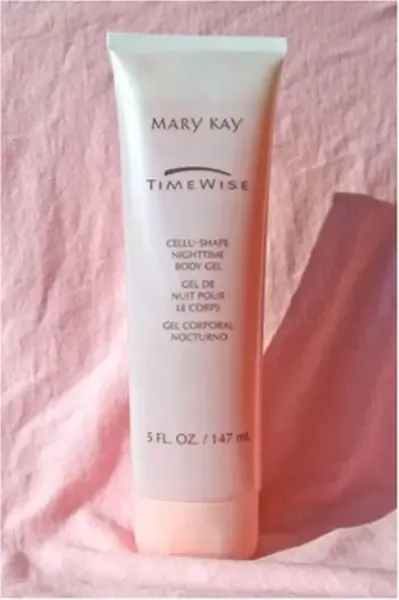 MARY KAY
TIMEWISE
CELLU-SHAPE
NIGHTTIME
BODY GEL
GEL DE
NUIT POUR
LE CORPS
GEL CORPORAL
NOCTURNO
5 FL. OZ. / 147 mL